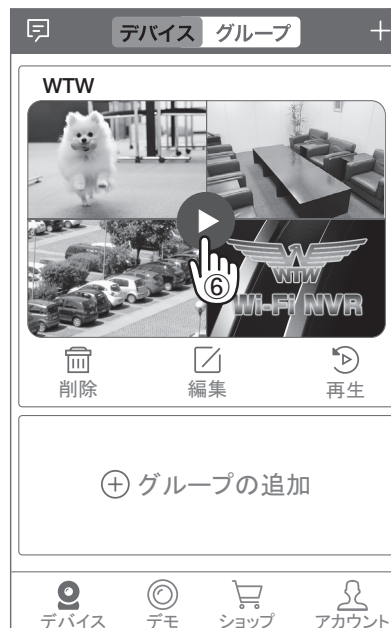 デバイス グループ
WTW
WTW
Wi-Fi NVR
⑥
削除 編集 再生
グループの追加
デバイス デモ ショップ アカウント